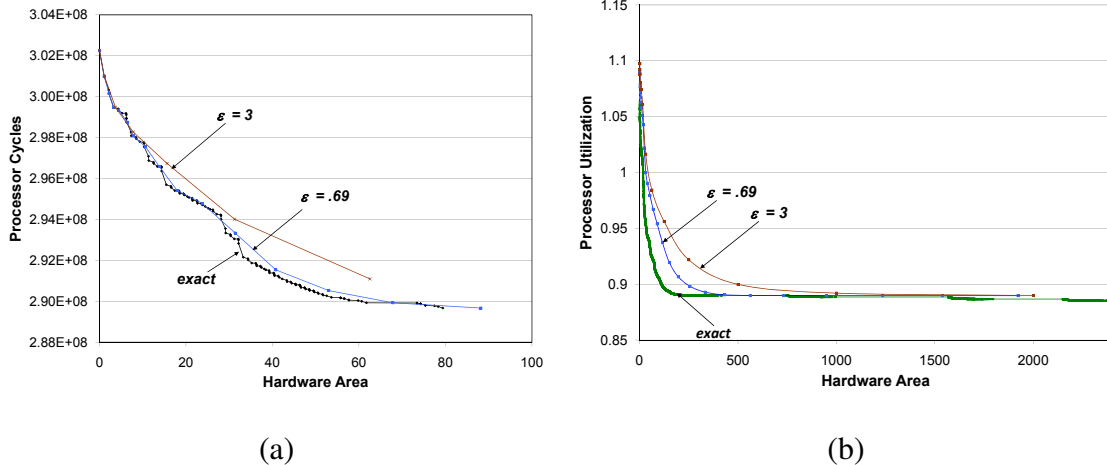 (a)
3.04E+08
3.02E+08
3.00E+08
2.98E+08
2.96E+08
2.94E+08
2.92E+08
2.90E+08
2.88E+08
Processor Cycles
0
20
40
60
80
100
Hardware Area
ε = 3
ε = .69
exact
(a)
(b)
1.15
1.1
1.05
1
0.95
0.9
0.85
Processor Utilization
0
500
1000
1500
2000
Hardware Area
ε = .69
ε = 3
exact
(b)